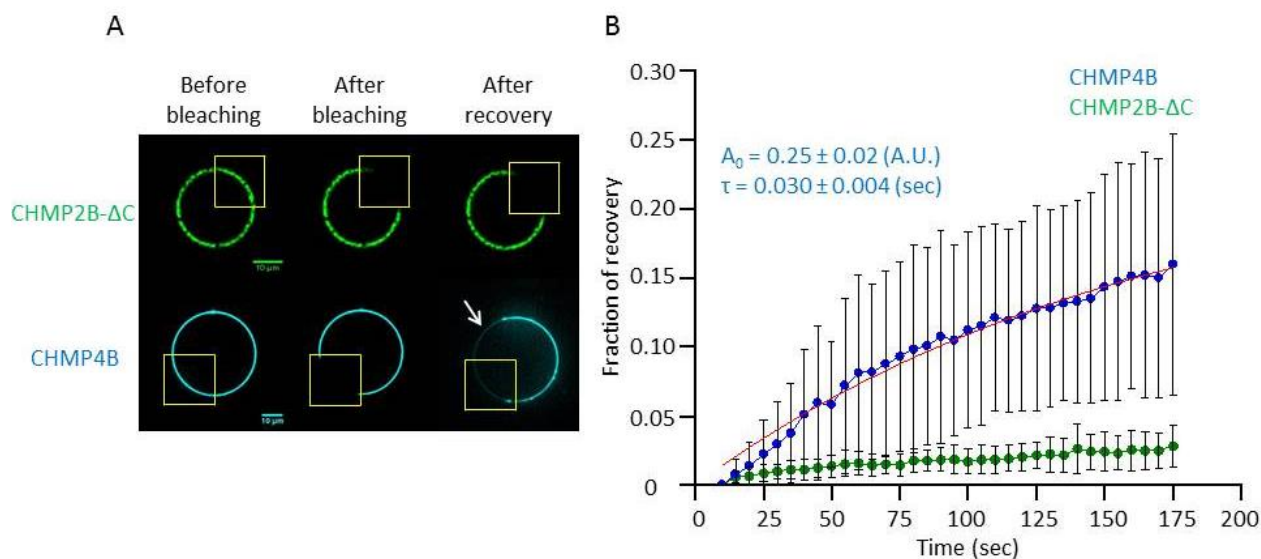 A
Before
bleaching
After
bleaching
After
recovery
CHMP2B-ΔC
10 µm
CHMP4B
10 µm
B
CHMP4B
CHMP2B-ΔC
A₀ = 0.25 ± 0.02 (A.U.)
τ = 0.030 ± 0.004 (sec)
Fraction of recovery
0.30
0.25
0.20
0.15
0.10
0.05
0
0 25 50 75 100 125 150 175 200
Time (sec)